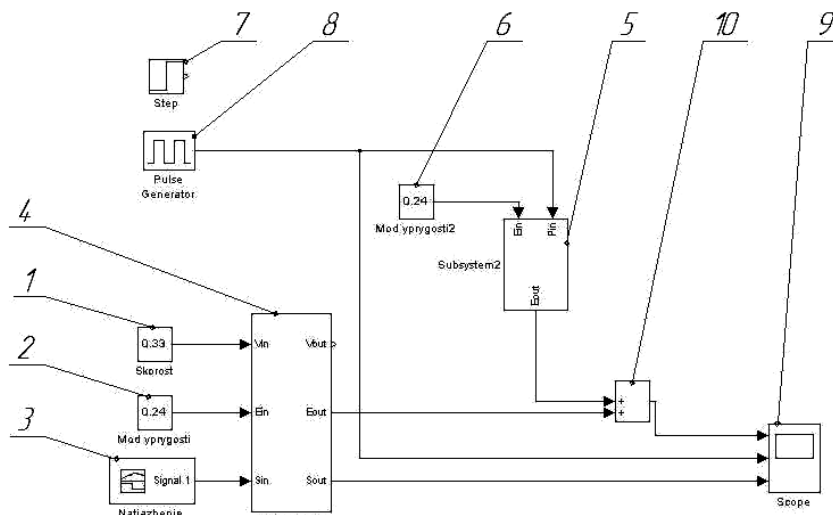 7
8
6
5
10
9
Step
Pulse
Generator
4
0.24
Mod yprygosti2
Ein
Pin
Subsystem2
Eout
1
0.33
Skorost
Vin
Vout
2
0.24
Mod yprygosti
Ein
Eout
+
+
3
Signal 1
Natiazhenie
Sin
Sout
Scope